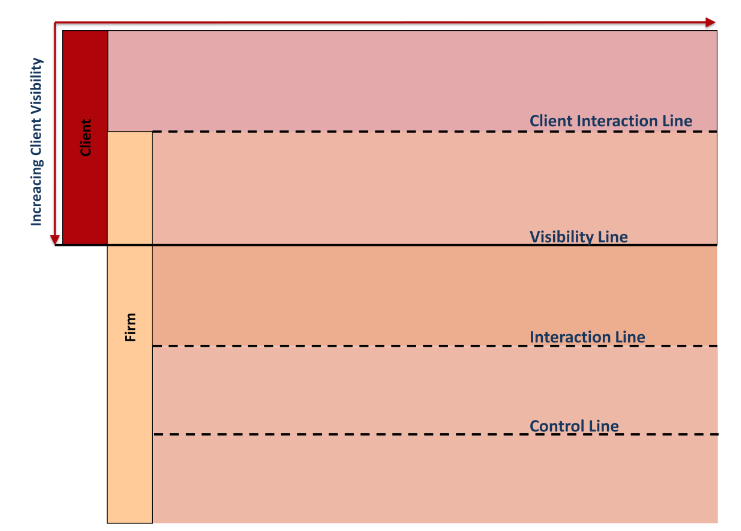 Increacing Client Visibility
Client
Client Interaction Line
Visibility Line
Firm
Interaction Line
Control Line